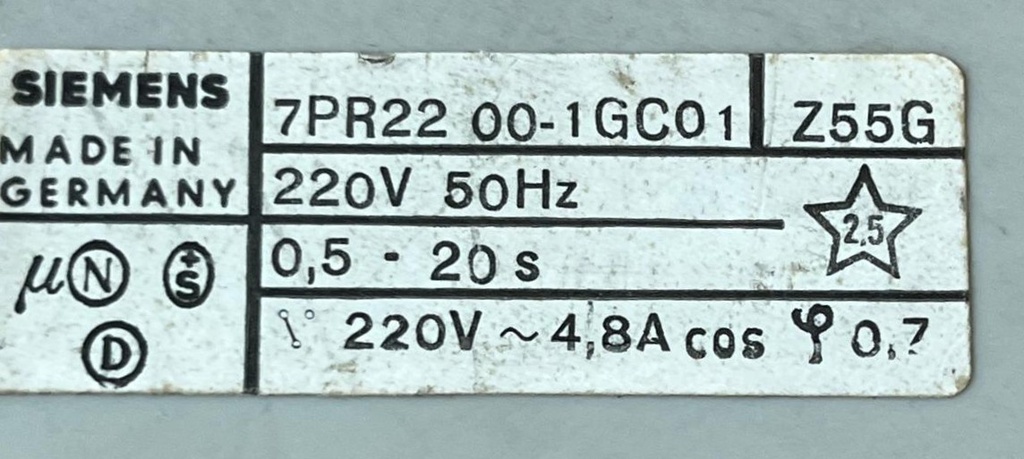 SIEMENS
MADE IN
GERMANY
µ N +S
D
7PR22 00-1GC01 Z55G
220V 50Hz
2,5
0,5 - 20 s
220V ~ 4,8A cos φ 0,7